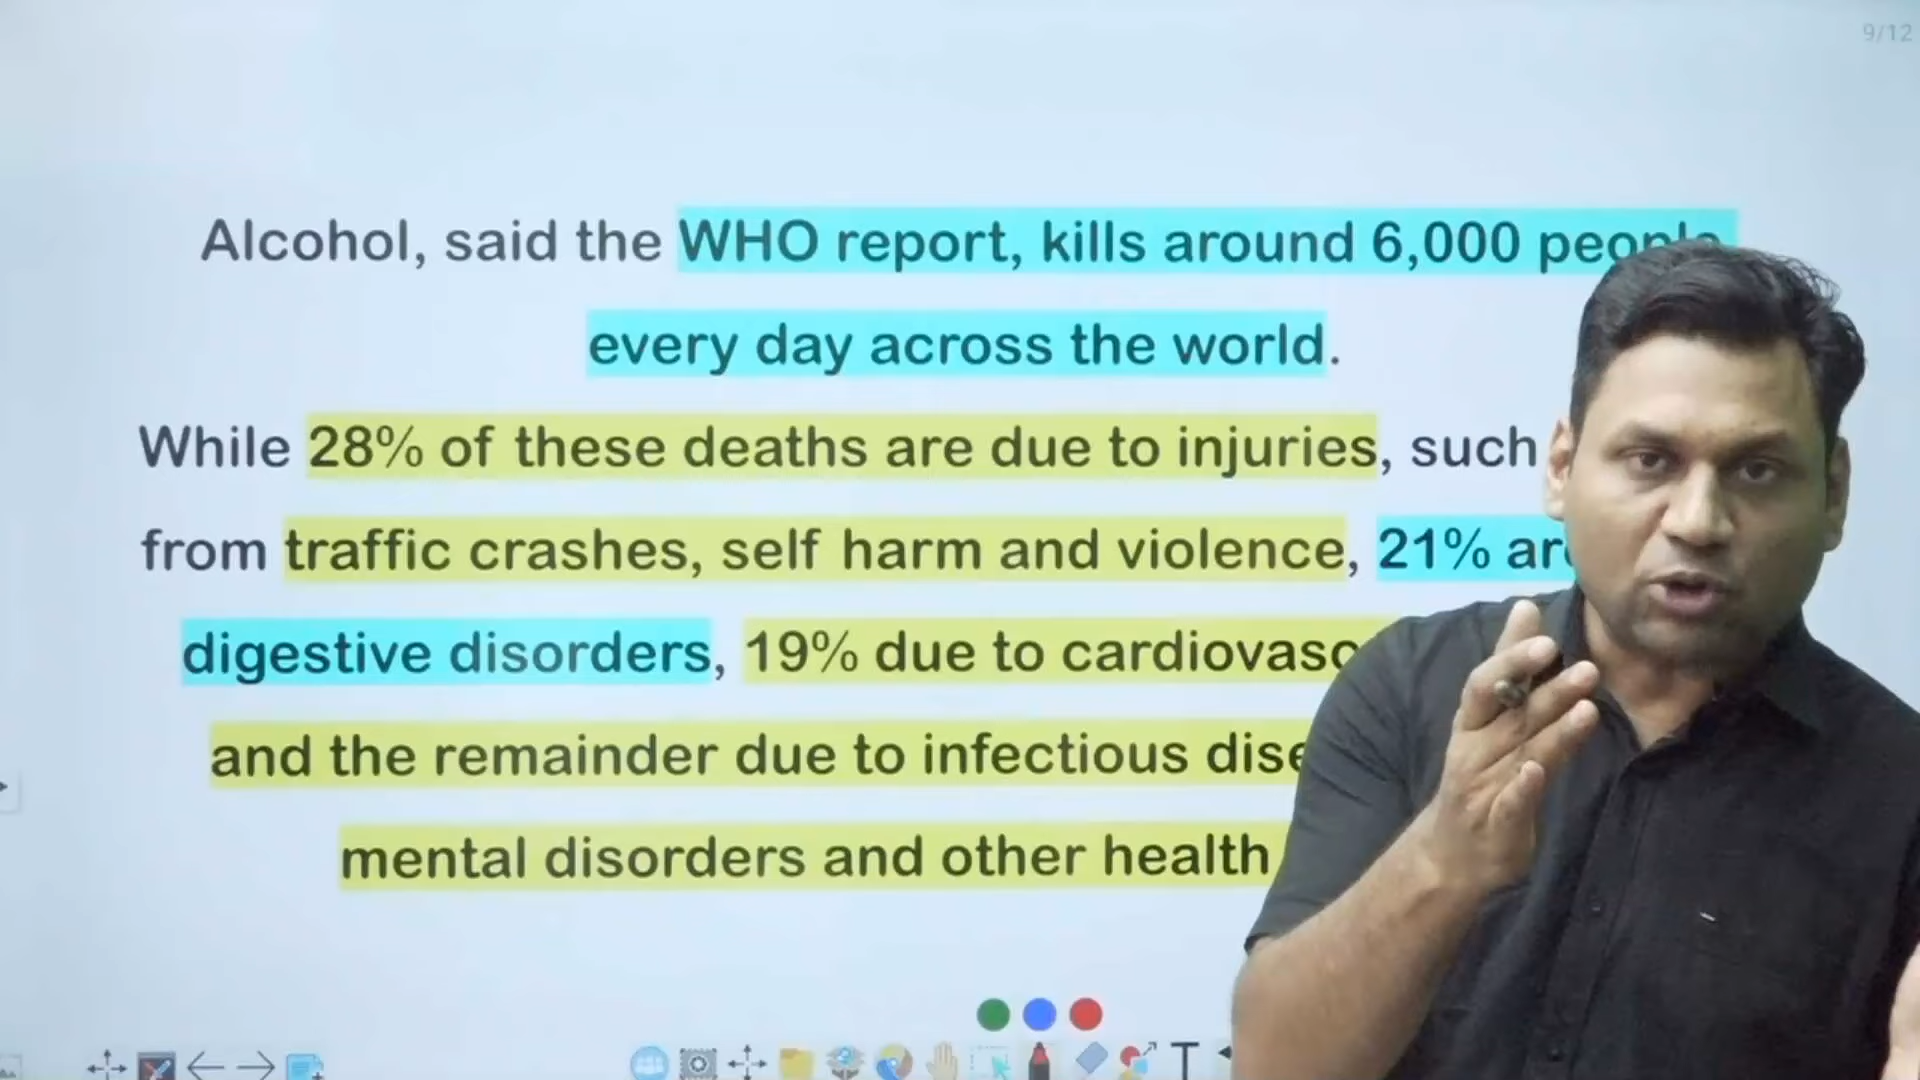 9/12
Alcohol, said the WHO report, kills around 6,000 people
every day across the world.
While 28% of these deaths are due to injuries, such
from traffic crashes, self harm and violence, 21%
digestive disorders, 19% due to
and the remainder due to infectious
mental disorders and other health
T